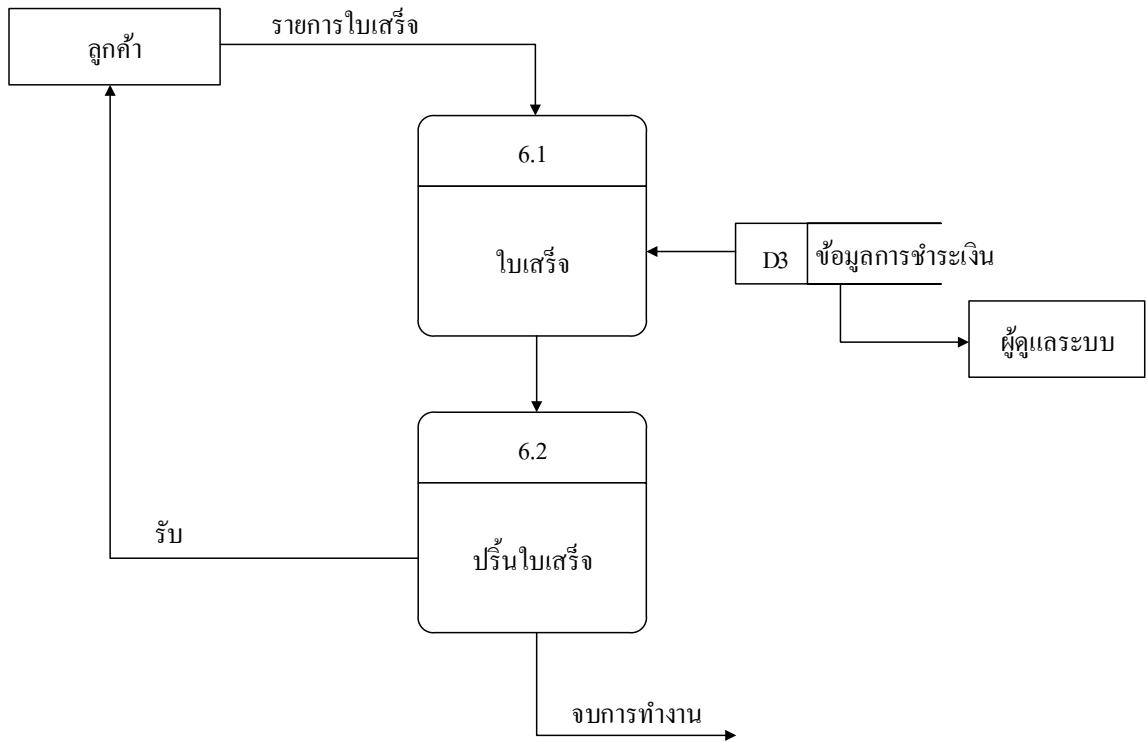 รายการใบเสร็จ
ลูกค้า
6.1
ใบเสร็จ
D3 ข้อมูลการชำระเงิน
ผู้ดูแลระบบ
6.2
รับ
ปริ้นใบเสร็จ
จบการทำงาน